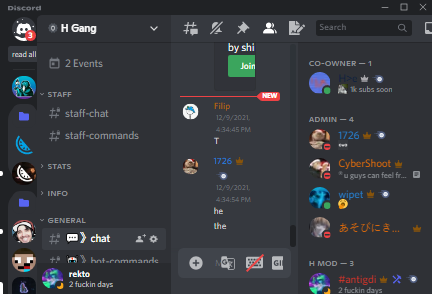 Discord
3
read all
H Gang
2 Events
STAFF
staff-chat
staff-commands
STATS
INFO
GENERAL
chat
bot-commands
rekto
2 fuckin days
by shi
Join
NEW
Filip
12/9/2021,
4:34:45 PM
T
1726
12/9/2021,
4:34:54 PM
he
the
GIF
Search
CO-OWNER — 1
1k subs soon
ADMIN — 4
1726
CyberShoot
u guys can feel fr...
wipet
あそびにき...
H MOD — 3
#antigdi
2 fuckin days